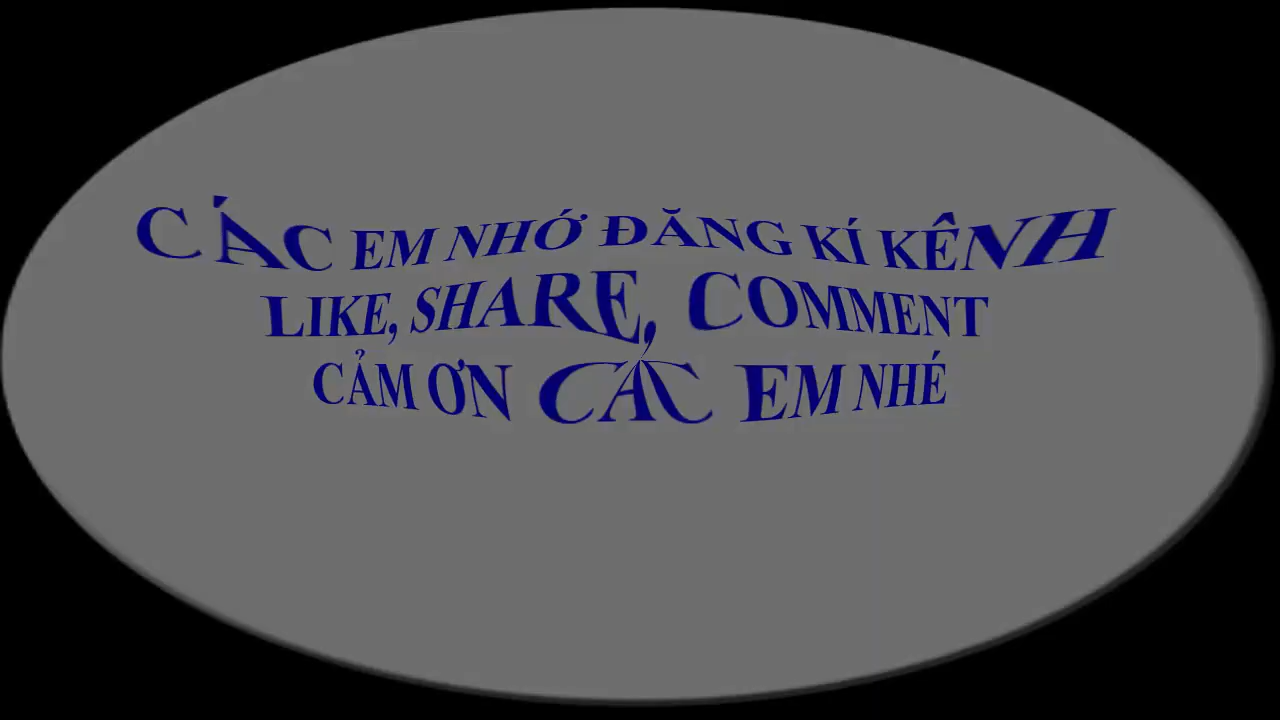 CÁC EM NHỚ ĐĂNG KÍ KÊNH
LIKE, SHARE, COMMENT
CẢM ƠN CÁC EM NHÉ